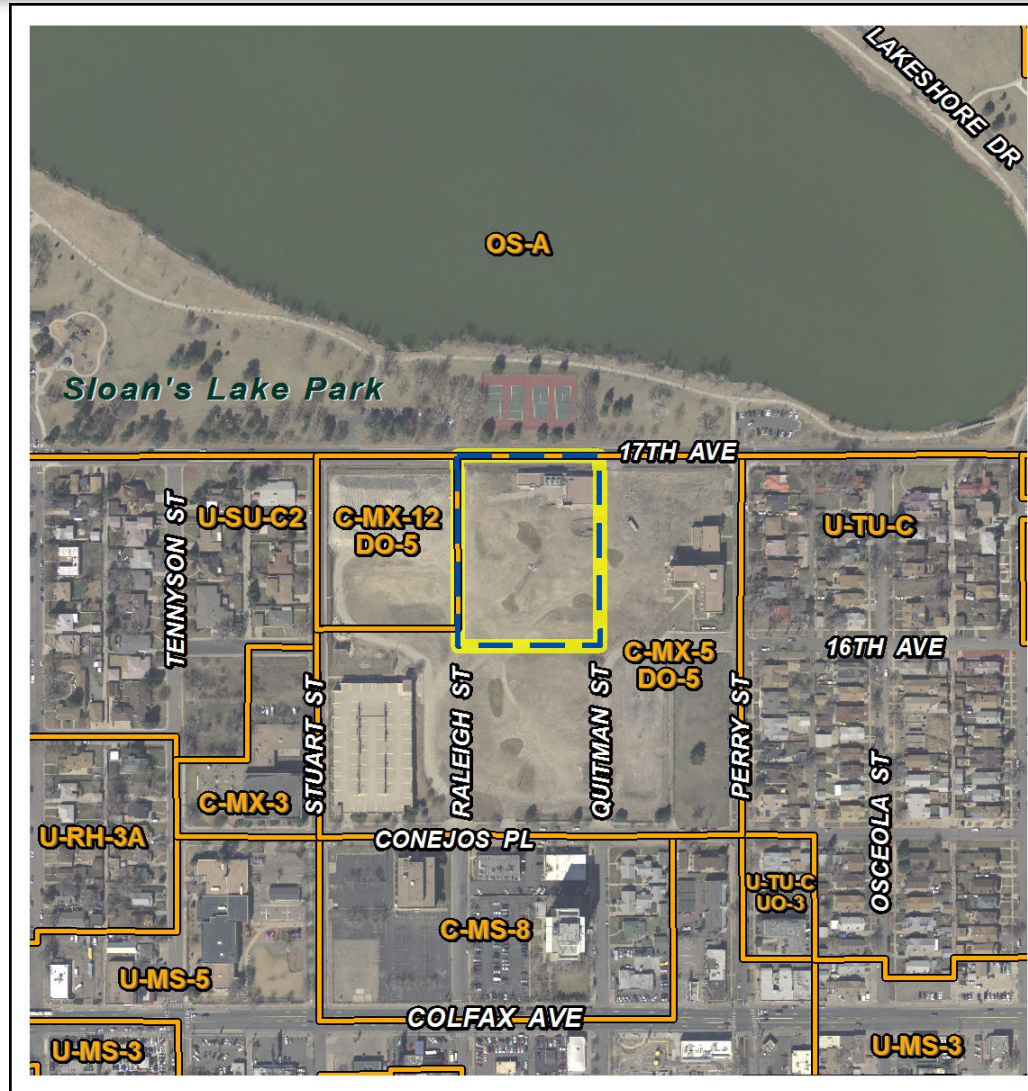 LAKESHORE DR
OS-A
Sloan's Lake Park
17TH AVE
TENNYSON ST
U-SU-C2
C-MX-12
DO-5
U-TU-C
16TH AVE
C-MX-5
DO-5
STUART ST
RALEIGH ST
QUITMAN ST
PERRY ST
OSCEOLA ST
C-MX-3
U-RH-3A
CONEJOS PL
U-TU-C
UO-3
C-MS-8
U-MS-5
COLFAX AVE
U-MS-3
U-MS-3